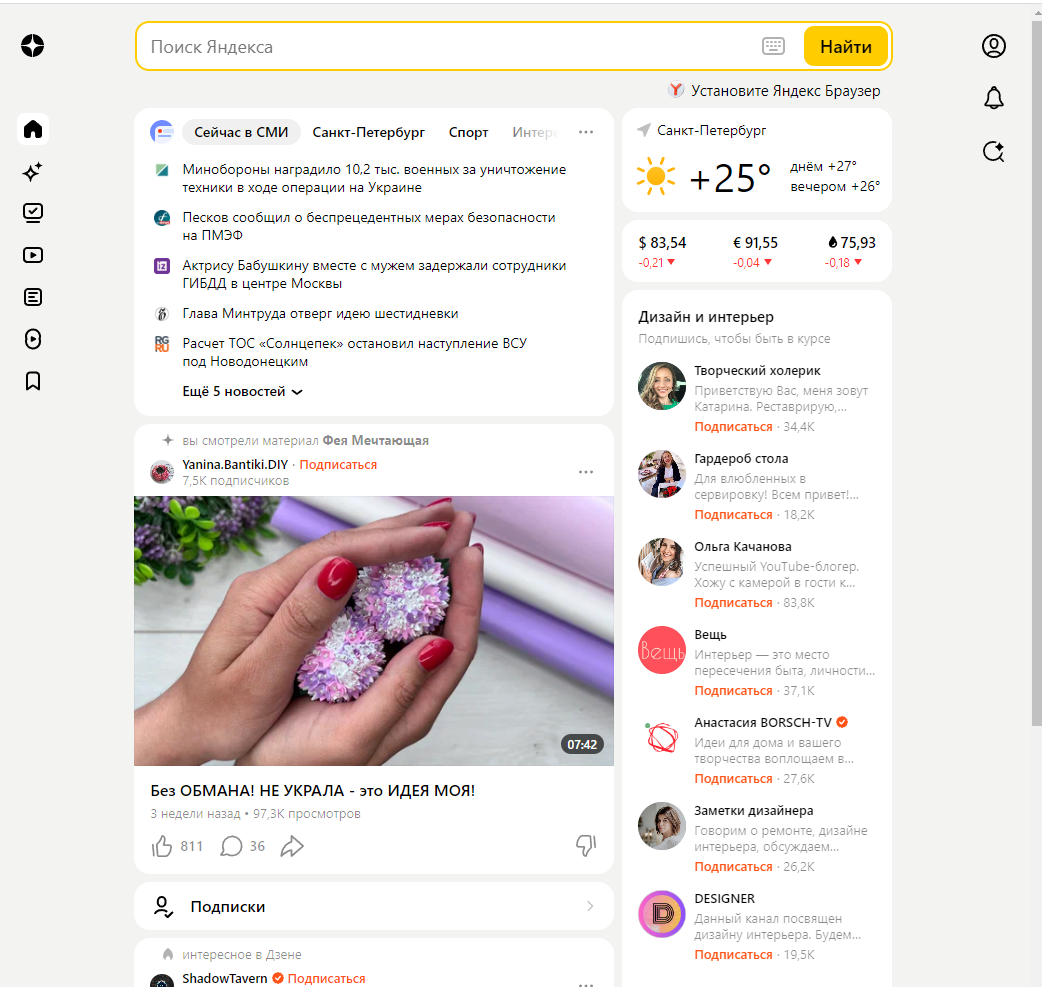 Поиск Яндекса
Найти
Установите Яндекс Браузер
Сейчас в СМИ
Санкт-Петербург
Спорт
Минобороны наградило 10,2 тыс. военных за уничтожение
техники в ходе операции на Украине
Песков сообщил о беспрецедентных мерах безопасности
на ПМЭФ
Актрису Бабушкину вместе с мужем задержали сотрудники
ГИБДД в центре Москвы
Глава Минтруда отверг идею шестидневки
RG
RU
Расчет ТОС «Солнцепек» остановил наступление ВСУ
под Новодонецким
Ещё 5 новостей
вы смотрели материал Фея Мечтающая
Yanina.Bantiki.DIY · Подписаться
7,5K подписчиков
07:42
Без ОБМАНА! НЕ УКРАЛА - это ИДЕЯ МОЯ!
3 недели назад • 97,3K просмотров
811
36
Подписки
интересное в Дзене
ShadowTavern Подписаться
Санкт-Петербург
+25°
днём +27°
вечером +26°
$ 83,54
€ 91,55
75,93
-0,21
-0,04
-0,18
Дизайн и интерьер
Подпишись, чтобы быть в курсе
Творческий холерик
Приветствую Вас, меня зовут
Катарина. Реставрирую,...
Подписаться · 34,4K
Гардероб стола
Для влюбленных в
сервировку! Всем привет!...
Подписаться · 18,2K
Ольга Качанова
Успешный YouTube-блогер.
Хожу с камерой в гости к...
Подписаться · 83,8K
Вещь
Вещь
Интерьер — это место
пересечения быта, личности...
Подписаться · 37,1K
Анастасия BORSCH-TV
Идеи для дома и вашего
творчества воплощаем в...
Подписаться · 27,6K
Заметки дизайнера
Говорим о ремонте, дизайне
интерьера, обсуждаем...
Подписаться · 26,2K
D
DESIGNER
Данный канал посвящен
дизайну интерьера. Будем...
Подписаться · 19,5K